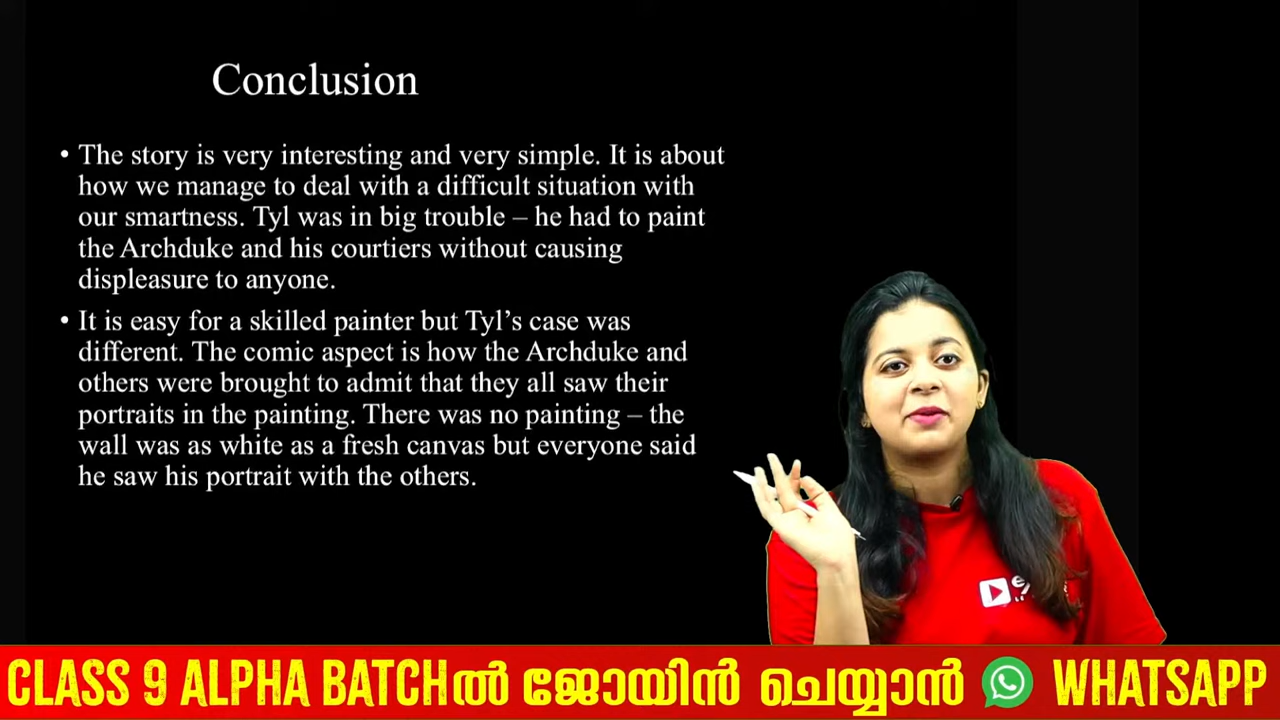 Conclusion
• The story is very interesting and very simple. It is about
how we manage to deal with a difficult situation with
our smartness. Tyl was in big trouble – he had to paint
the Archduke and his courtiers without causing
displeasure to anyone.
• It is easy for a skilled painter but Tyl’s case was
different. The comic aspect is how the Archduke and
others were brought to admit that they all saw their
portraits in the painting. There was no painting – the
wall was as white as a fresh canvas but everyone said
he saw his portrait with the others.
CLASS 9 ALPHA BATCHൽ ജോയിൻ ചെയ്യാൻ WHATSAPP